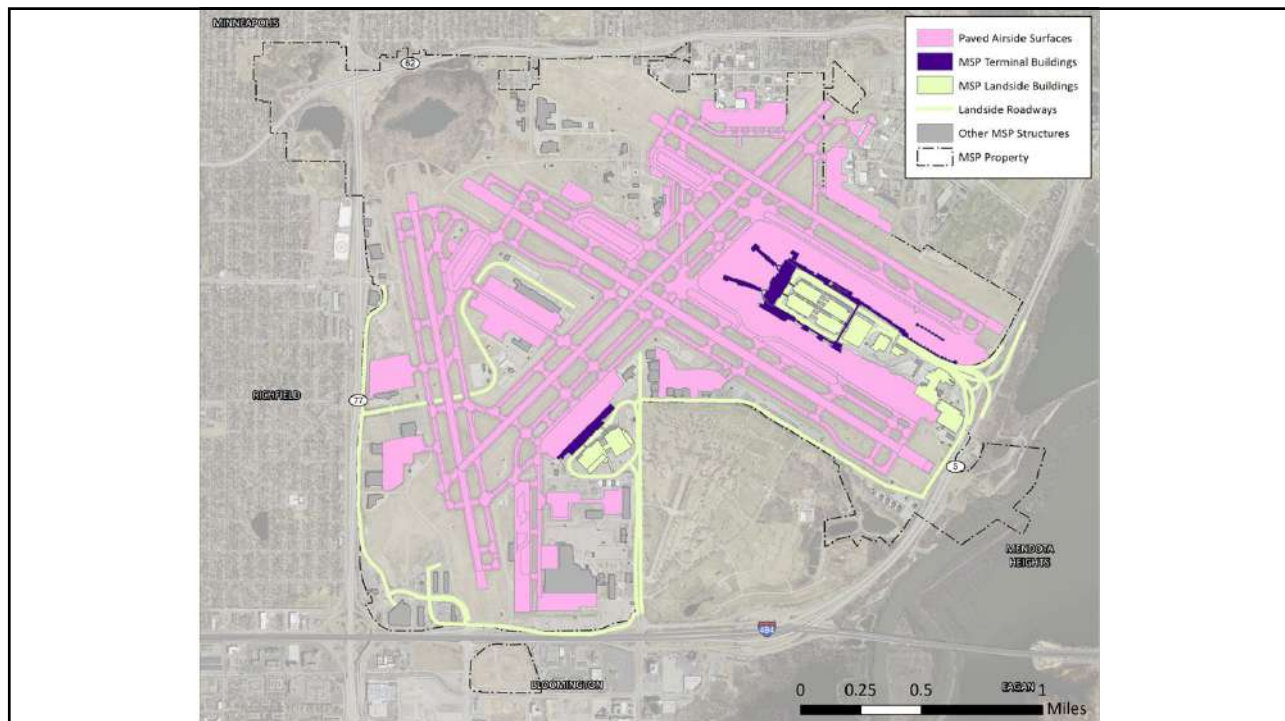 MINNEAPOLIS
Paved Airside Surfaces
MSP Terminal Buildings
MSP Landside Buildings
Landside Roadways
Other MSP Structures
MSP Property
62
RICHFIELD
77
5
MENDOTA
HEIGHTS
494
BLOOMINGTON
EAGAN
0 0.25 0.5 1
Miles